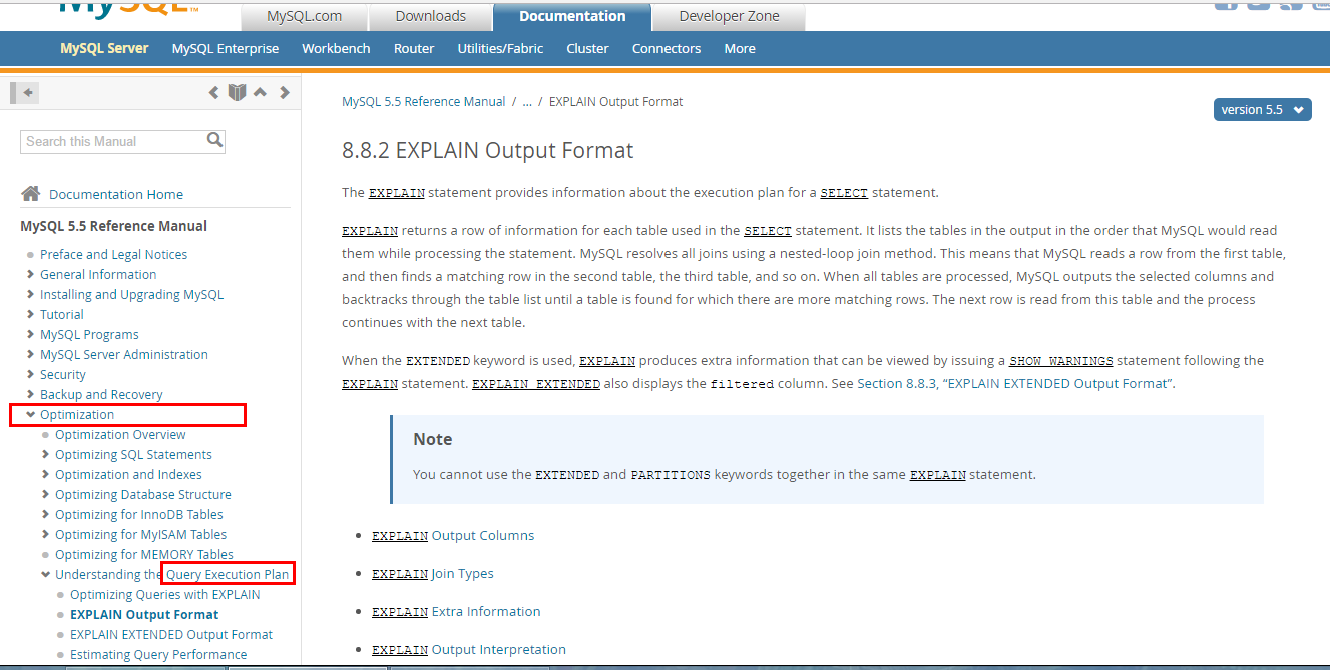 MySQL™
MySQL.com
Downloads
Documentation
Developer Zone
MySQL Server
MySQL Enterprise
Workbench
Router
Utilities/Fabric
Cluster
Connectors
More
Search this Manual
Documentation Home
MySQL 5.5 Reference Manual
Preface and Legal Notices
General Information
Installing and Upgrading MySQL
Tutorial
MySQL Programs
MySQL Server Administration
Security
Backup and Recovery
Optimization
Optimization Overview
Optimizing SQL Statements
Optimization and Indexes
Optimizing Database Structure
Optimizing for InnoDB Tables
Optimizing for MyISAM Tables
Optimizing for MEMORY Tables
Understanding the Query Execution Plan
Optimizing Queries with EXPLAIN
EXPLAIN Output Format
EXPLAIN EXTENDED Output Format
Estimating Query Performance
MySQL 5.5 Reference Manual / ... / EXPLAIN Output Format
version 5.5
8.8.2 EXPLAIN Output Format
The EXPLAIN statement provides information about the execution plan for a SELECT statement.
EXPLAIN returns a row of information for each table used in the SELECT statement. It lists the tables in the output in the order that MySQL would read
them while processing the statement. MySQL resolves all joins using a nested-loop join method. This means that MySQL reads a row from the first table,
and then finds a matching row in the second table, the third table, and so on. When all tables are processed, MySQL outputs the selected columns and
backtracks through the table list until a table is found for which there are more matching rows. The next row is read from this table and the process
continues with the next table.
When the EXTENDED keyword is used, EXPLAIN produces extra information that can be viewed by issuing a SHOW WARNINGS statement following the
EXPLAIN statement. EXPLAIN EXTENDED also displays the filtered column. See Section 8.8.3, “EXPLAIN EXTENDED Output Format”.
Note
You cannot use the EXTENDED and PARTITIONS keywords together in the same EXPLAIN statement.
EXPLAIN Output Columns
EXPLAIN Join Types
EXPLAIN Extra Information
EXPLAIN Output Interpretation